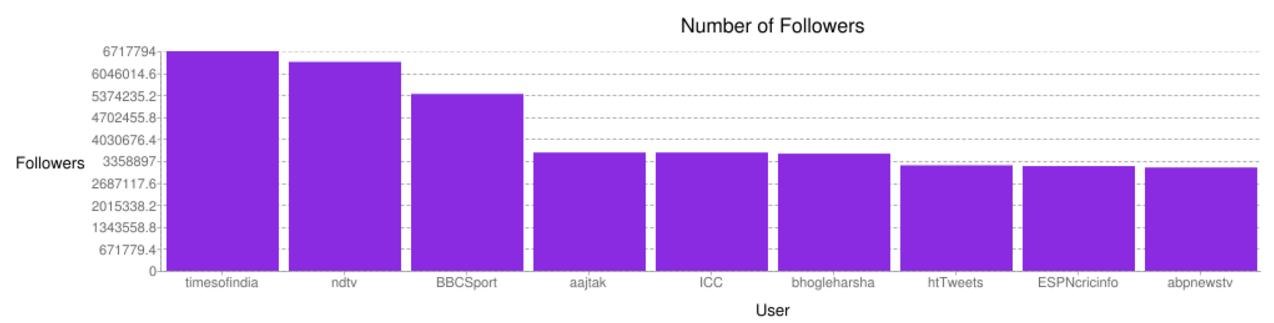 Number of Followers
6717794
6046014.6
5374235.2
4702455.8
4030676.4
3358897
2687117.6
2015338.2
1343558.8
671779.4
0
Followers
timesofindia ndtv BBCSport aajtak ICC bhogleharsha htTweets ESPNcricinfo abpnewstv
User